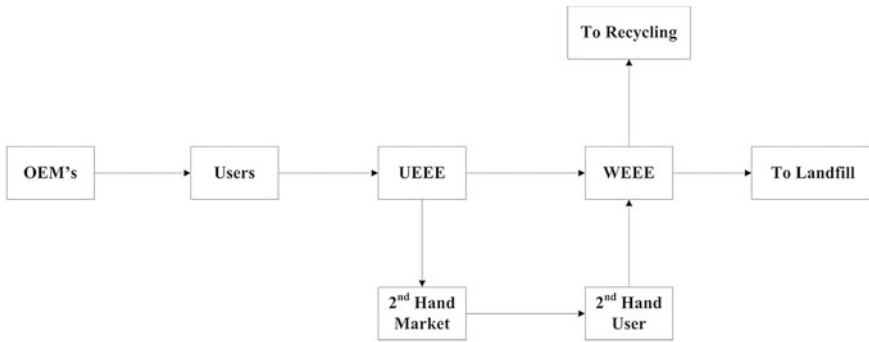 To Recycling
OEM's
Users
UEEE
WEEE
To Landfill
2nd Hand
Market
2nd Hand
User